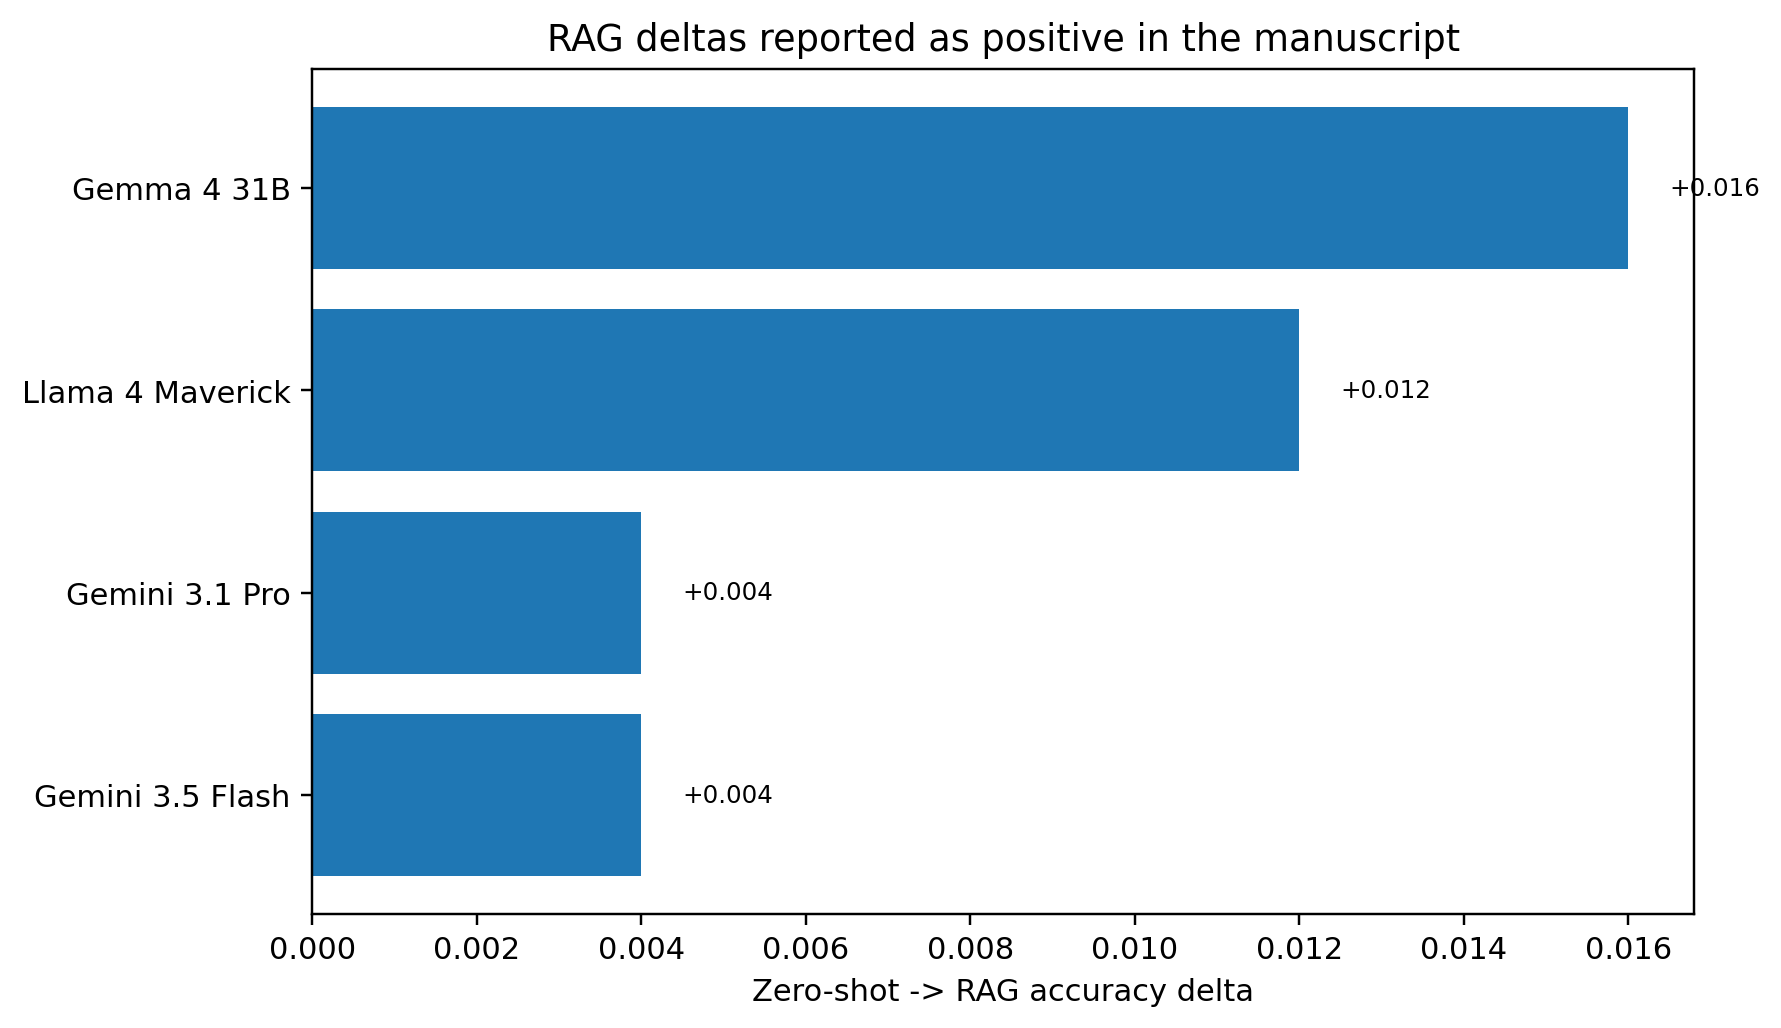 RAG deltas reported as positive in the manuscript
Gemma 4 31B
+0.016
Llama 4 Maverick
+0.012
Gemini 3.1 Pro
+0.004
Gemini 3.5 Flash
+0.004
0.000 0.002 0.004 0.006 0.008 0.010 0.012 0.014 0.016
Zero-shot -> RAG accuracy delta